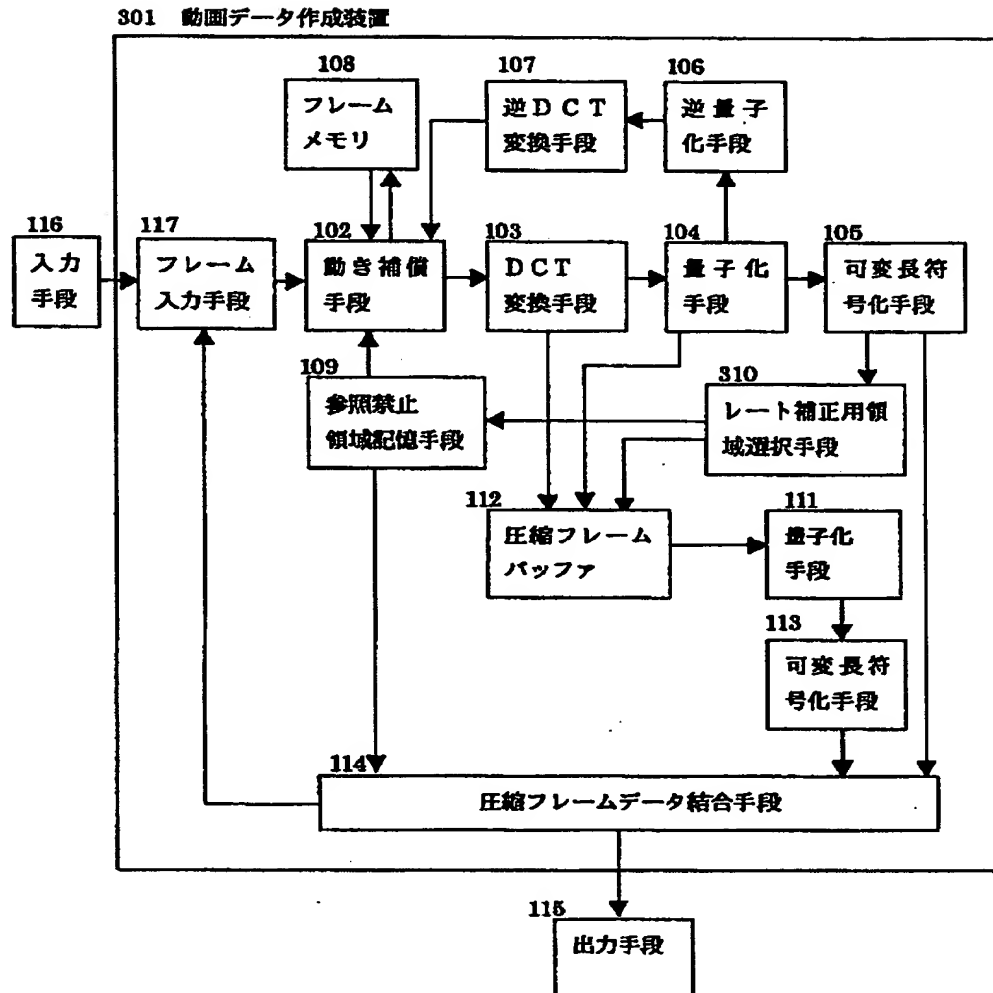 301 動画データ作成装置
108
フレーム
メモリ
107
逆DCT
変換手段
106
逆量子
化手段
116
入力
手段
117
フレーム
入力手段
102
動き補償
手段
103
DCT
変換手段
104
量子化
手段
105
可変長符
号化手段
109
参照禁止
領域記憶手段
310
レート補正用領
域選択手段
112
圧縮フレーム
バッファ
111
量子化
手段
113
可変長符
号化手段
114
圧縮フレームデータ結合手段
115
出力手段